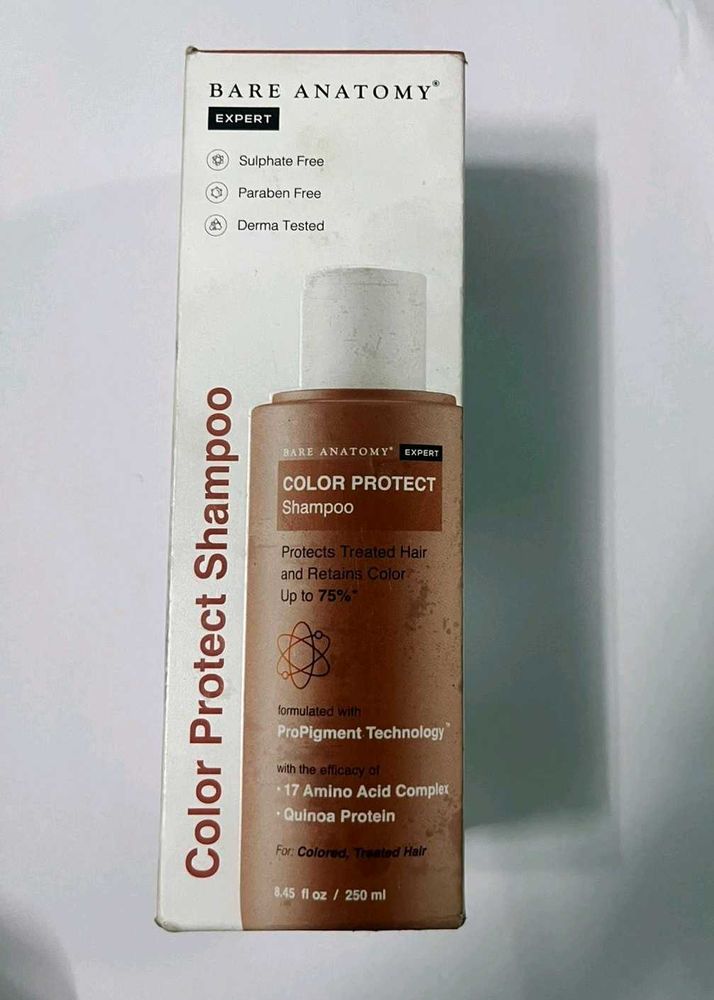 BARE ANATOMY®
EXPERT
Sulphate Free
Paraben Free
Derma Tested
Color Protect Shampoo
BARE ANATOMY® EXPERT
COLOR PROTECT
Shampoo
Protects Treated Hair
and Retains Color
Up to 75%*
formulated with
ProPigment Technology™
with the efficacy of
· 17 Amino Acid Complex
· Quinoa Protein
For: Colored, Treated Hair
8.45 fl oz / 250 ml